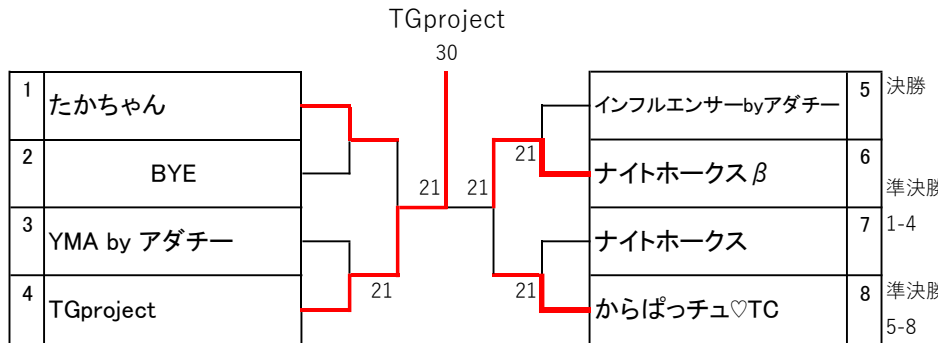 TGproject
30
1
たかちゃん
2
BYE
3
YMA by アダチー
4
TGproject
21
21
21
21
21
インフルエンサーbyアダチー
5
ナイトホークスβ
6
ナイトホークス
7
からぱっチュ♡TC
8
決勝
準決勝
1-4
準決勝
5-8